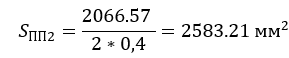 S_ПП2 = 2066.57 / (2 * 0,4) = 2583.21 мм²